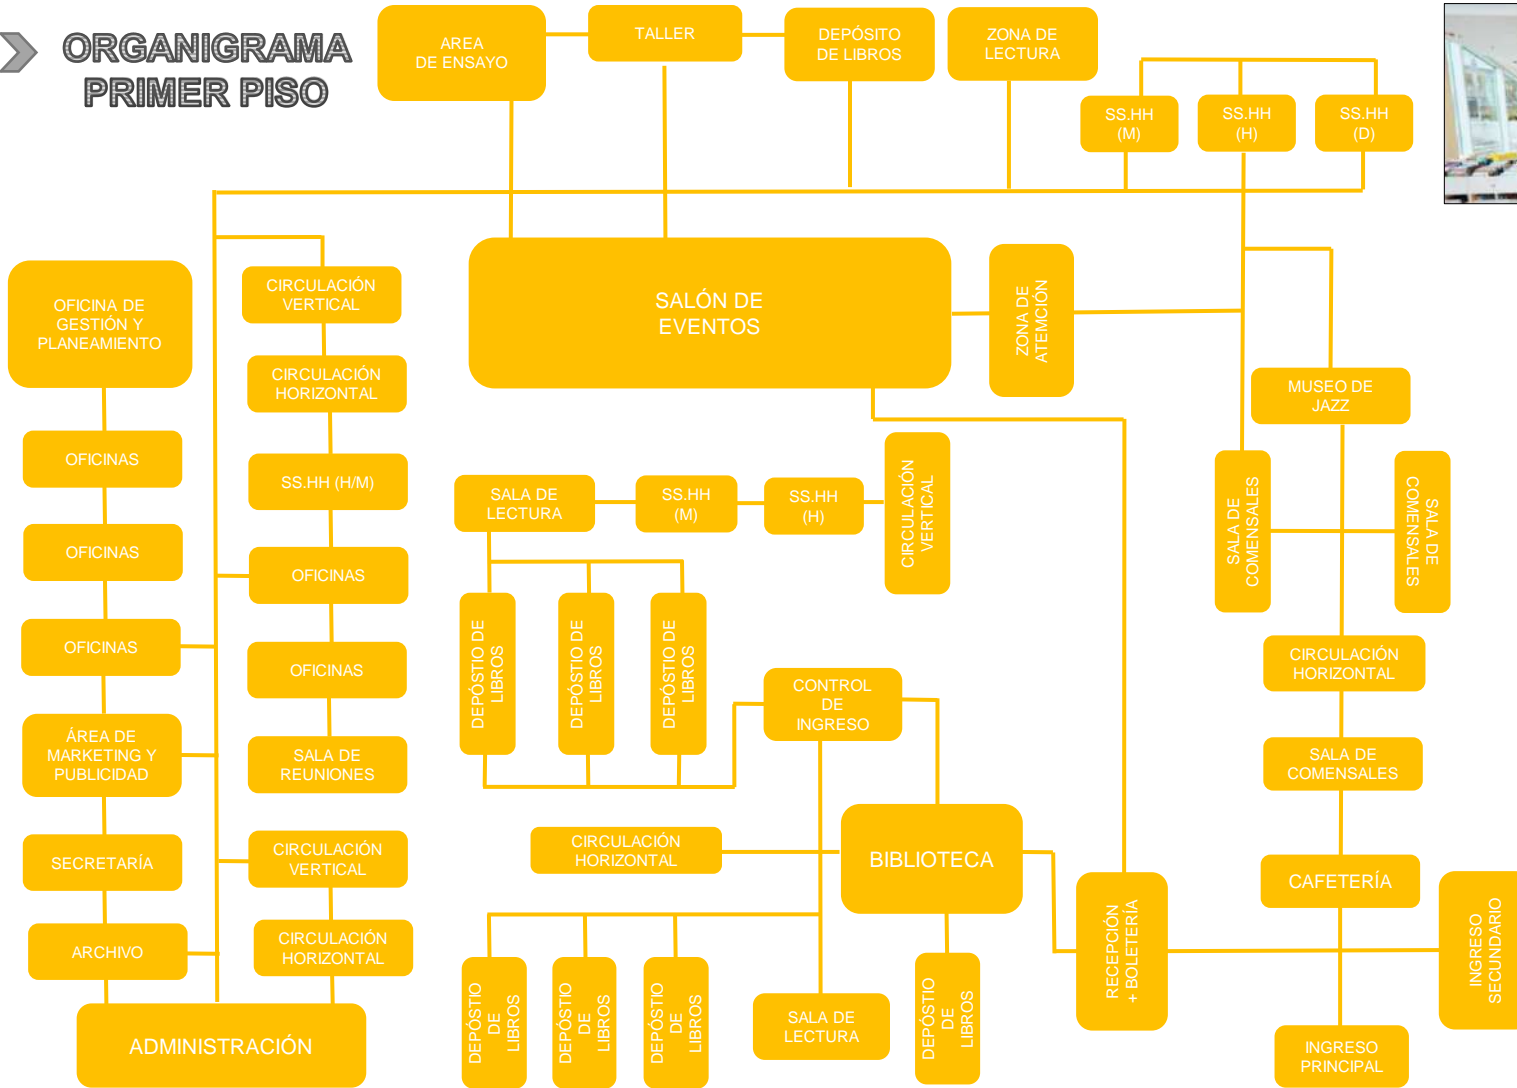 ORGANIGRAMA
PRIMER PISO
AREA
DE ENSAYO
TALLER
DEPÓSITO
DE LIBROS
ZONA DE
LECTURA
SS.HH
(M)
SS.HH
(H)
SS.HH
(D)
OFICINA DE
GESTIÓN Y
PLANEAMIENTO
CIRCULACIÓN
VERTICAL
SALÓN DE
EVENTOS
ZONA DE
ATEMCIÓN
CIRCULACIÓN
HORIZONTAL
MUSEO DE
JAZZ
OFICINAS
SS.HH (H/M)
SALA DE
LECTURA
SS.HH
(M)
SS.HH
(H)
CIRCULACIÓN
VERTICAL
SALA DE
COMENSALES
SALA DE
COMENSALES
OFICINAS
OFICINAS
OFICINAS
OFICINAS
DEPÓSTIO DE
LIBROS
DEPÓSTIO DE
LIBROS
DEPÓSTIO DE
LIBROS
CONTROL
DE
INGRESO
CIRCULACIÓN
HORIZONTAL
ÁREA DE
MARKETING Y
PUBLICIDAD
SALA DE
REUNIONES
SALA DE
COMENSALES
SECRETARÍA
CIRCULACIÓN
VERTICAL
CIRCULACIÓN
HORIZONTAL
BIBLIOTECA
CAFETERÍA
ARCHIVO
CIRCULACIÓN
HORIZONTAL
RECEPCIÓN
+ BOLETERÍA
INGRESO
SECUNDARIO
DEPÓSTIO
DE
LIBROS
DEPÓSTIO
DE
LIBROS
DEPÓSTIO
DE
LIBROS
SALA DE
LECTURA
DEPÓSTIO
DE
LIBROS
ADMINISTRACIÓN
INGRESO
PRINCIPAL